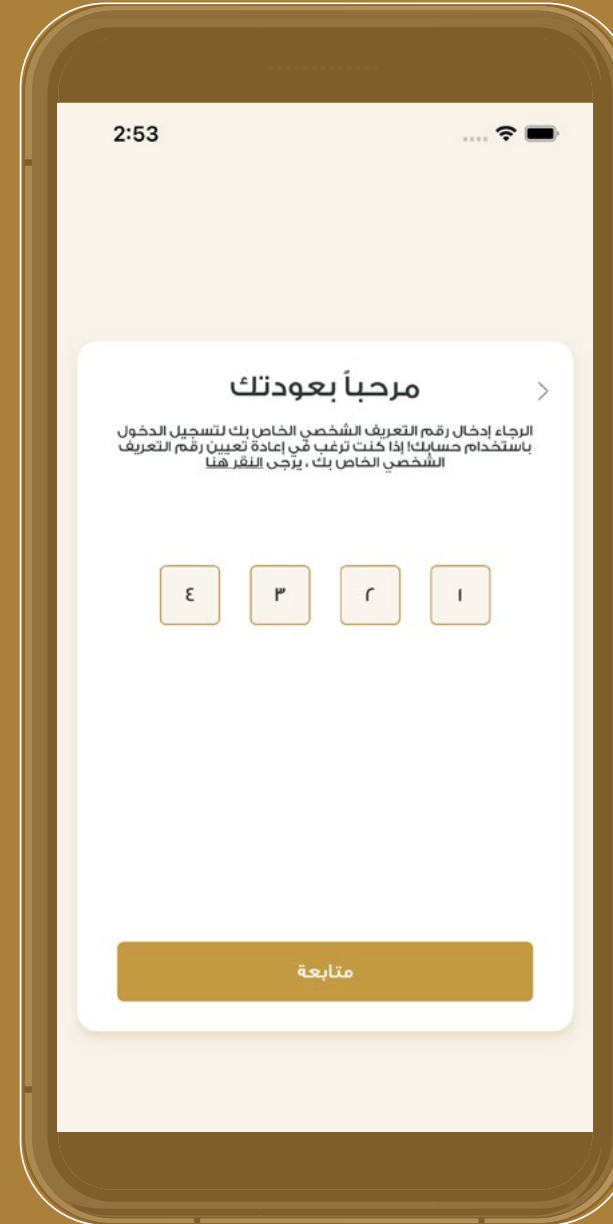 2:53
مرحباً بعودتك
الرجاء إدخال رقم التعريف الشخصي الخاص بك لتسجيل الدخول
باستخدام حسابك! إذا كنت ترغب في إعادة تعيين رقم التعريف
الشخصي الخاص بك ، يرجى النقر هنا
١ ٢ ٣ ٤
متابعة